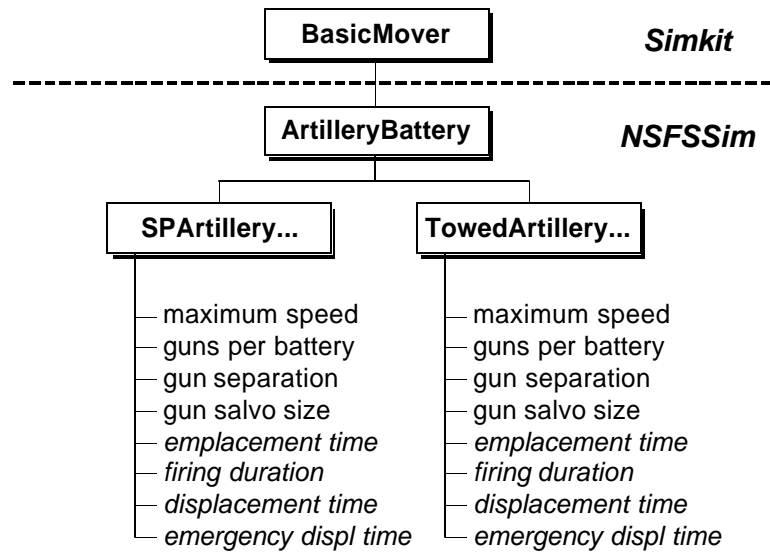 BasicMover
Simkit
ArtilleryBattery
NSFSSim
SPArtillery...
TowedArtillery...
maximum speed
guns per battery
gun separation
gun salvo size
emplacement time
firing duration
displacement time
emergency displ time
maximum speed
guns per battery
gun separation
gun salvo size
emplacement time
firing duration
displacement time
emergency displ time